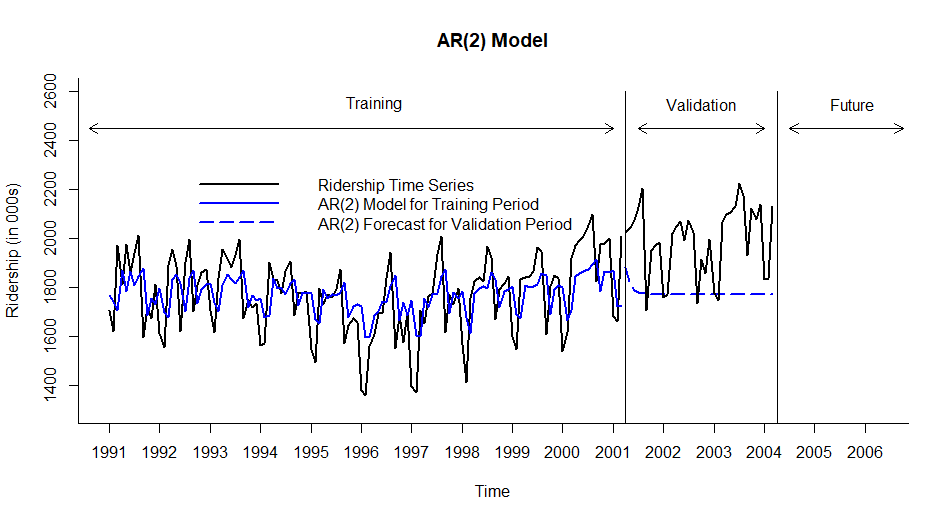 AR(2) Model
Training
Validation
Future
Ridership Time Series
AR(2) Model for Training Period
AR(2) Forecast for Validation Period
Ridership (in 000s)
2600
2400
2200
2000
1800
1600
1400
1991 1992 1993 1994 1995 1996 1997 1998 1999 2000 2001 2002 2003 2004 2005 2006
Time